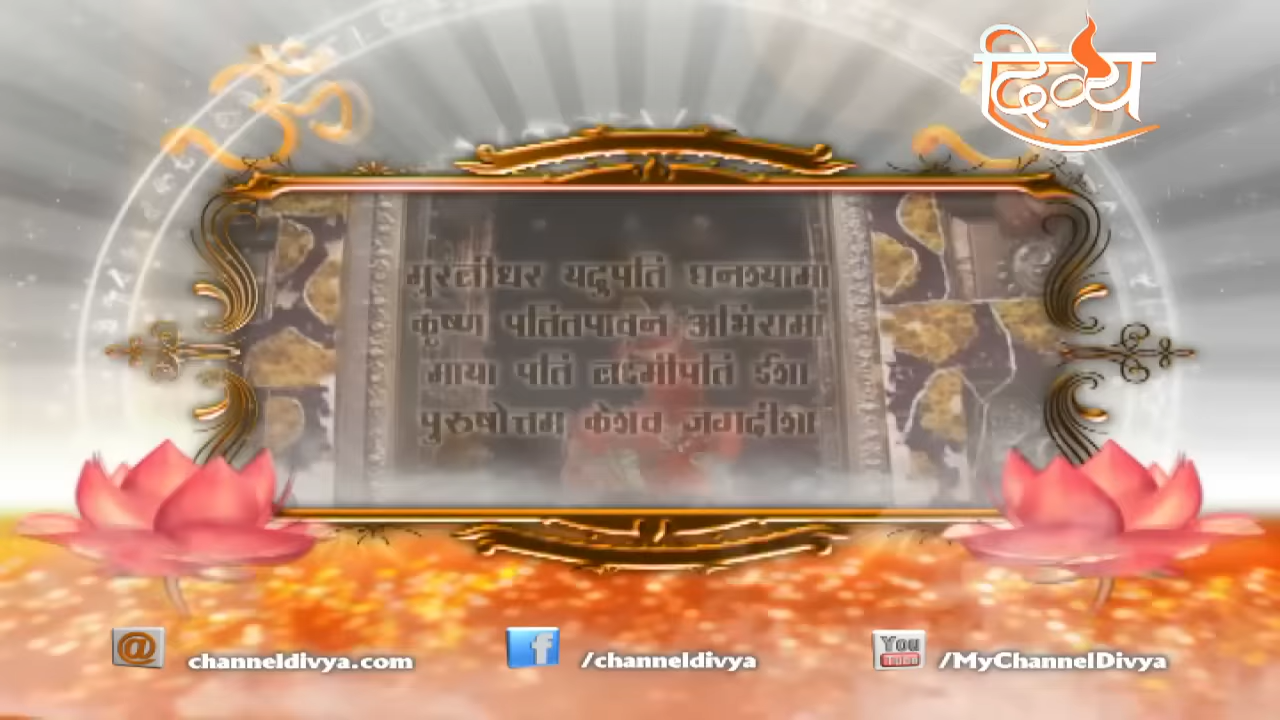 दिव्य
मुरलीधर यदुपति घनश्यामा
कृष्ण पतितपावन अभिरामा
माया पति लक्ष्मीपति ईशा
पुरुषोत्तम केशव जगदीशा
@ channeldivya.com
f /channeldivya
You Tube /MyChannelDivya